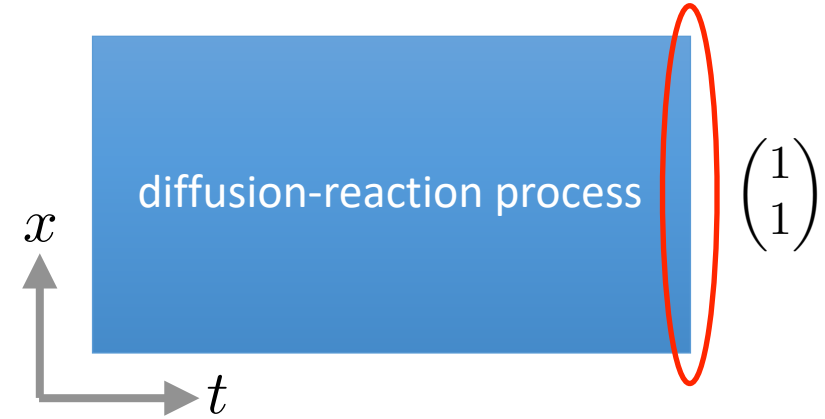 diffusion-reaction process
x
t
1
1